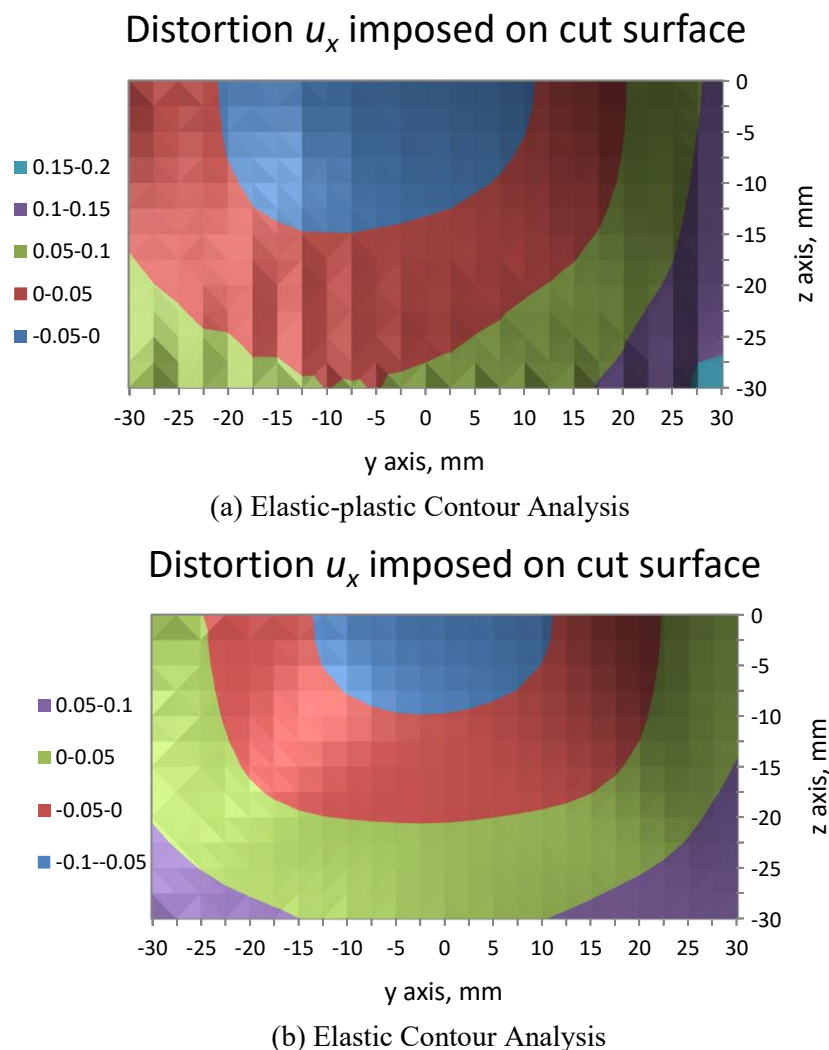 Distortion uₓ imposed on cut surface
0.15-0.2
0.1-0.15
0.05-0.1
0-0.05
-0.05-0
0
-5
-10
-15
-20
-25
-30
z axis, mm
-30 -25 -20 -15 -10 -5 0 5 10 15 20 25 30
y axis, mm
(a) Elastic-plastic Contour Analysis
Distortion uₓ imposed on cut surface
0.05-0.1
0-0.05
-0.05-0
-0.1--0.05
0
-5
-10
-15
-20
-25
-30
z axis, mm
-30 -25 -20 -15 -10 -5 0 5 10 15 20 25 30
y axis, mm
(b) Elastic Contour Analysis